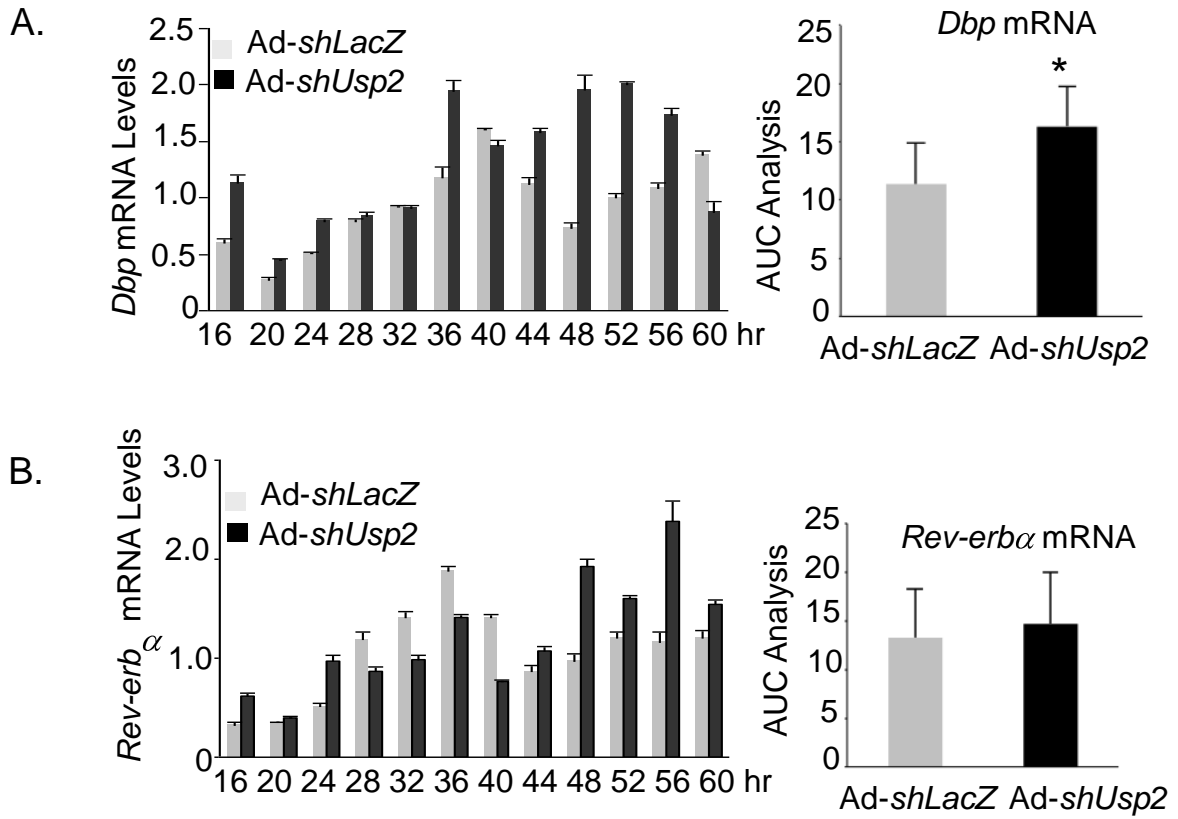 A.
Dbp mRNA Levels
2.5
2.0
1.5
1.0
0.5
0
Ad-shLacZ
Ad-shUsp2
16 20 24 28 32 36 40 44 48 52 56 60 hr
Dbp mRNA
*
AUC Analysis
25
20
15
10
5
0
Ad-shLacZ Ad-shUsp2
B.
Rev-erbα mRNA Levels
3.0
2.0
1.0
0
Ad-shLacZ
Ad-shUsp2
16 20 24 28 32 36 40 44 48 52 56 60 hr
Rev-erbα mRNA
AUC Analysis
25
20
15
10
5
0
Ad-shLacZ Ad-shUsp2